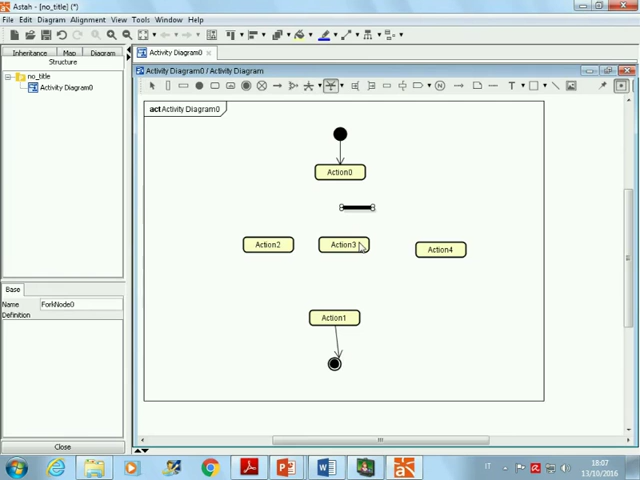 Astah - [no_title] (*)
File Edit Diagram Alignment View Tools Window Help
Inheritance Map Diagram
Structure
no_title
Activity Diagram0
Activity Diagram0
Activity Diagram0 / Activity Diagram
act Activity Diagram0
Action0
Action2
Action3
Action4
Action1
Base
Name ForkNode0
Definition
Close
IT
18:07
13/10/2016